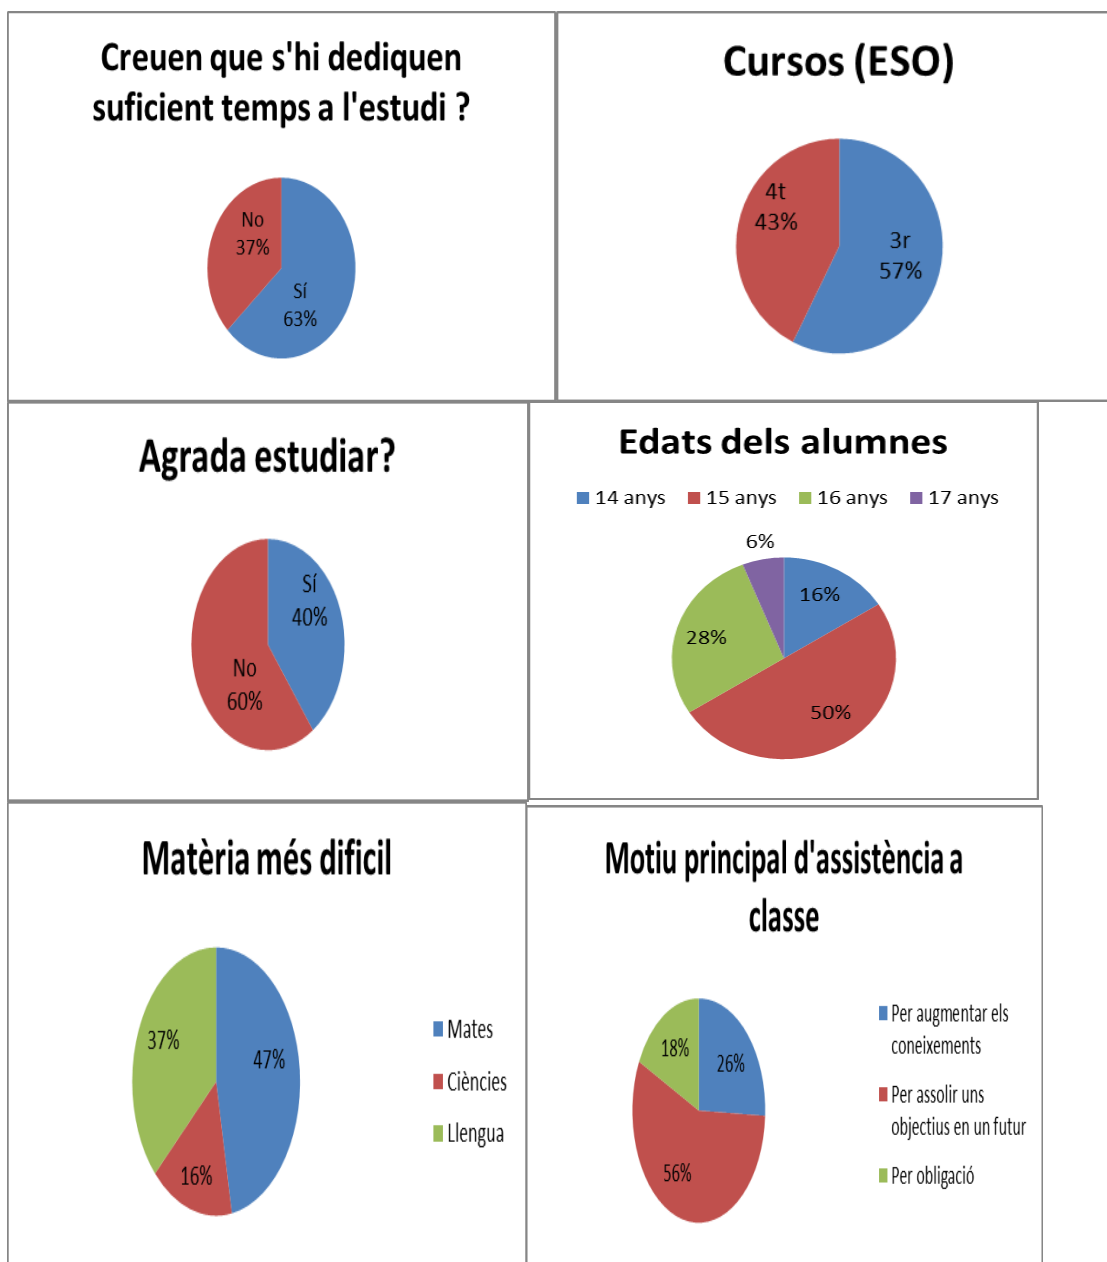 Creuen que s'hi dediquen
suficient temps a l'estudi ?
No
37%
Sí
63%
Cursos (ESO)
4t
43%
3r
57%
Agrada estudiar?
Sí
40%
No
60%
Edats dels alumnes
14 anys 15 anys 16 anys 17 anys
6%
16%
28%
50%
Matèria més dificil
37%
47%
16%
Mates
Ciències
Llengua
Motiu principal d'assistència a
classe
18%
26%
56%
Per augmentar els
coneixements
Per assolir uns
objectius en un futur
Per obligació